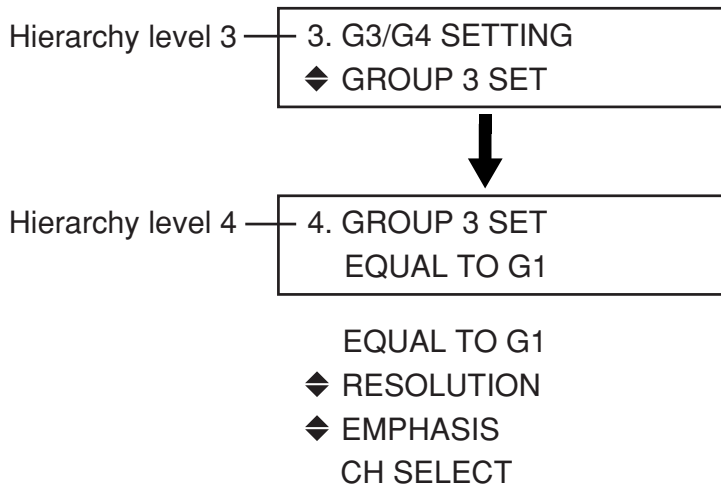 Hierarchy level 3
3. G3/G4 SETTING
GROUP 3 SET
Hierarchy level 4
4. GROUP 3 SET
EQUAL TO G1
EQUAL TO G1
RESOLUTION
EMPHASIS
CH SELECT